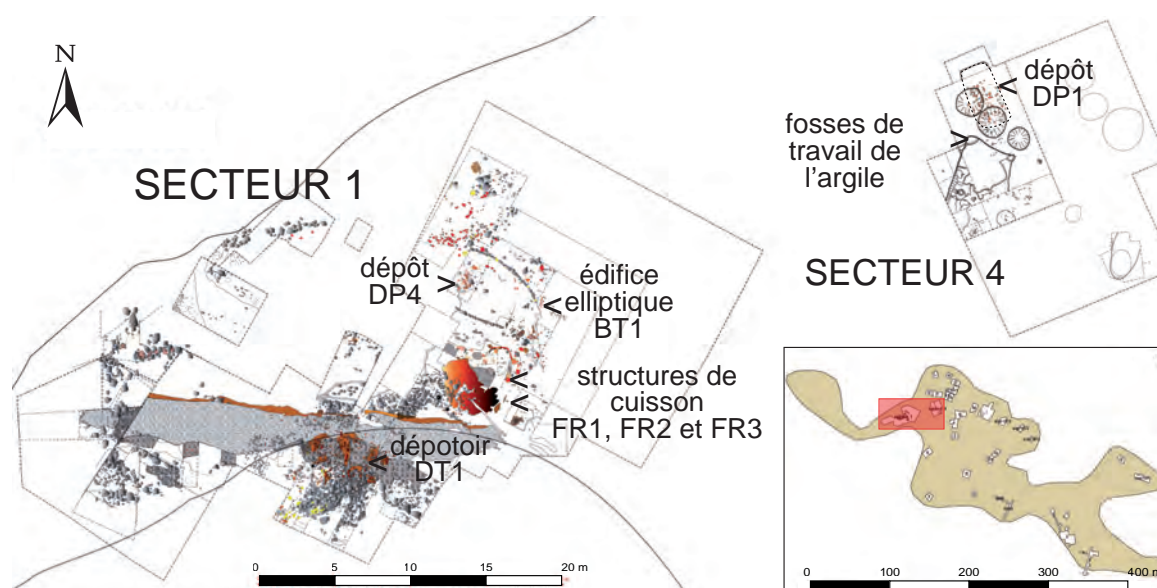 N
SECTEUR 1
dépôt
DP4
édifice
elliptique
BT1
structures de
cuisson
FR1, FR2 et FR3
dépotoir
DT1
0 5 10 15 20 m
dépôt
DP1
fosses de
travail de
l'argile
SECTEUR 4
0 100 200 300 400 m